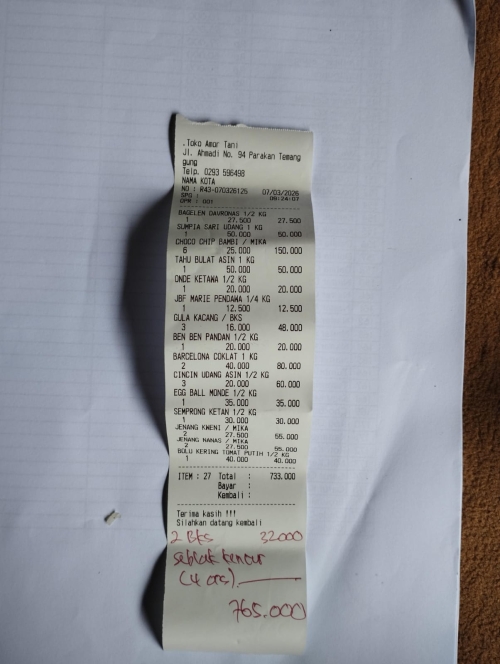 .Toko Amor Tani
Jl. Ahmadi No. 94 Parakan Temang
gung
Telp. 0293 596498
NAMA KOTA
NO : R43-070326125 07/03/2026
SPG : 09:24:07
OPR : 001
BAGELEN DAVRONAS 1/2 KG
1 27.500 27.500
SUMPIA SARI UDANG 1 KG
1 50.000 50.000
CHOCO CHIP BAMBI / MIKA
6 25.000 150.000
TAHU BULAT ASIN 1 KG
1 50.000 50.000
ONDE KETAWA 1/2 KG
1 20.000 20.000
JBF MARIE PENDAWA 1/4 KG
1 12.500 12.500
GULA KACANG / BKS
3 16.000 48.000
BEN BEN PANDAN 1/2 KG
1 20.000 20.000
BARCELONA COKLAT 1 KG
2 40.000 80.000
CINCIN UDANG ASIN 1/2 KG
3 20.000 60.000
EGG BALL MONDE 1/2 KG
1 35.000 35.000
SEMPRONG KETAN 1/2 KG
1 30.000 30.000
JENANG KWENI / MIKA
2 27.500 55.000
JENANG NANAS / MIKA
2 27.500 55.000
BOLU KERING TOMAT PUTIH 1/2 KG
1 40.000 40.000
ITEM : 27 Total : 733.000
Bayar :
Kembali :
Terima kasih !!!
Silahkan datang kembali
2 Bks 32000
seblak kencur
(4 ons)
765.000